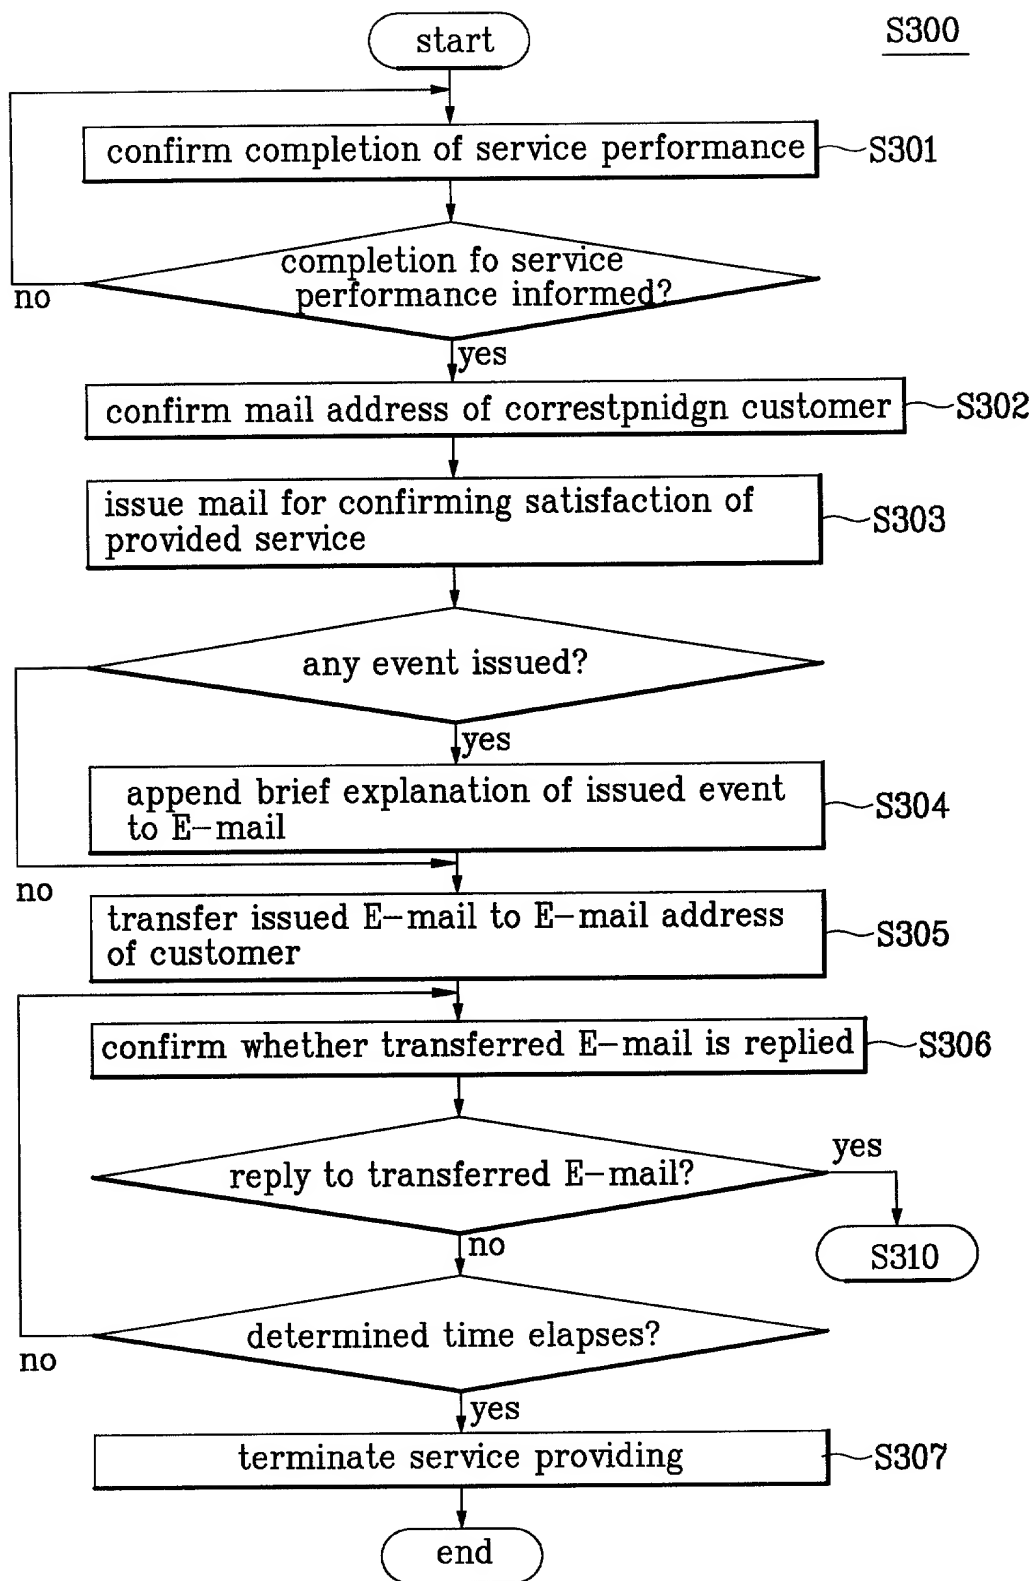 start
S300
confirm completion of service performance
S301
completion fo service
performance informed?
no
yes
confirm mail address of correstpnidgn customer
S302
issue mail for confirming satisfaction of
provided service
S303
any event issued?
yes
append brief explanation of issued event
to E-mail
S304
no
transfer issued E-mail to E-mail address
of customer
S305
confirm whether transferred E-mail is replied
S306
reply to transferred E-mail?
yes
no
S310
determined time elapses?
no
yes
terminate service providing
S307
end